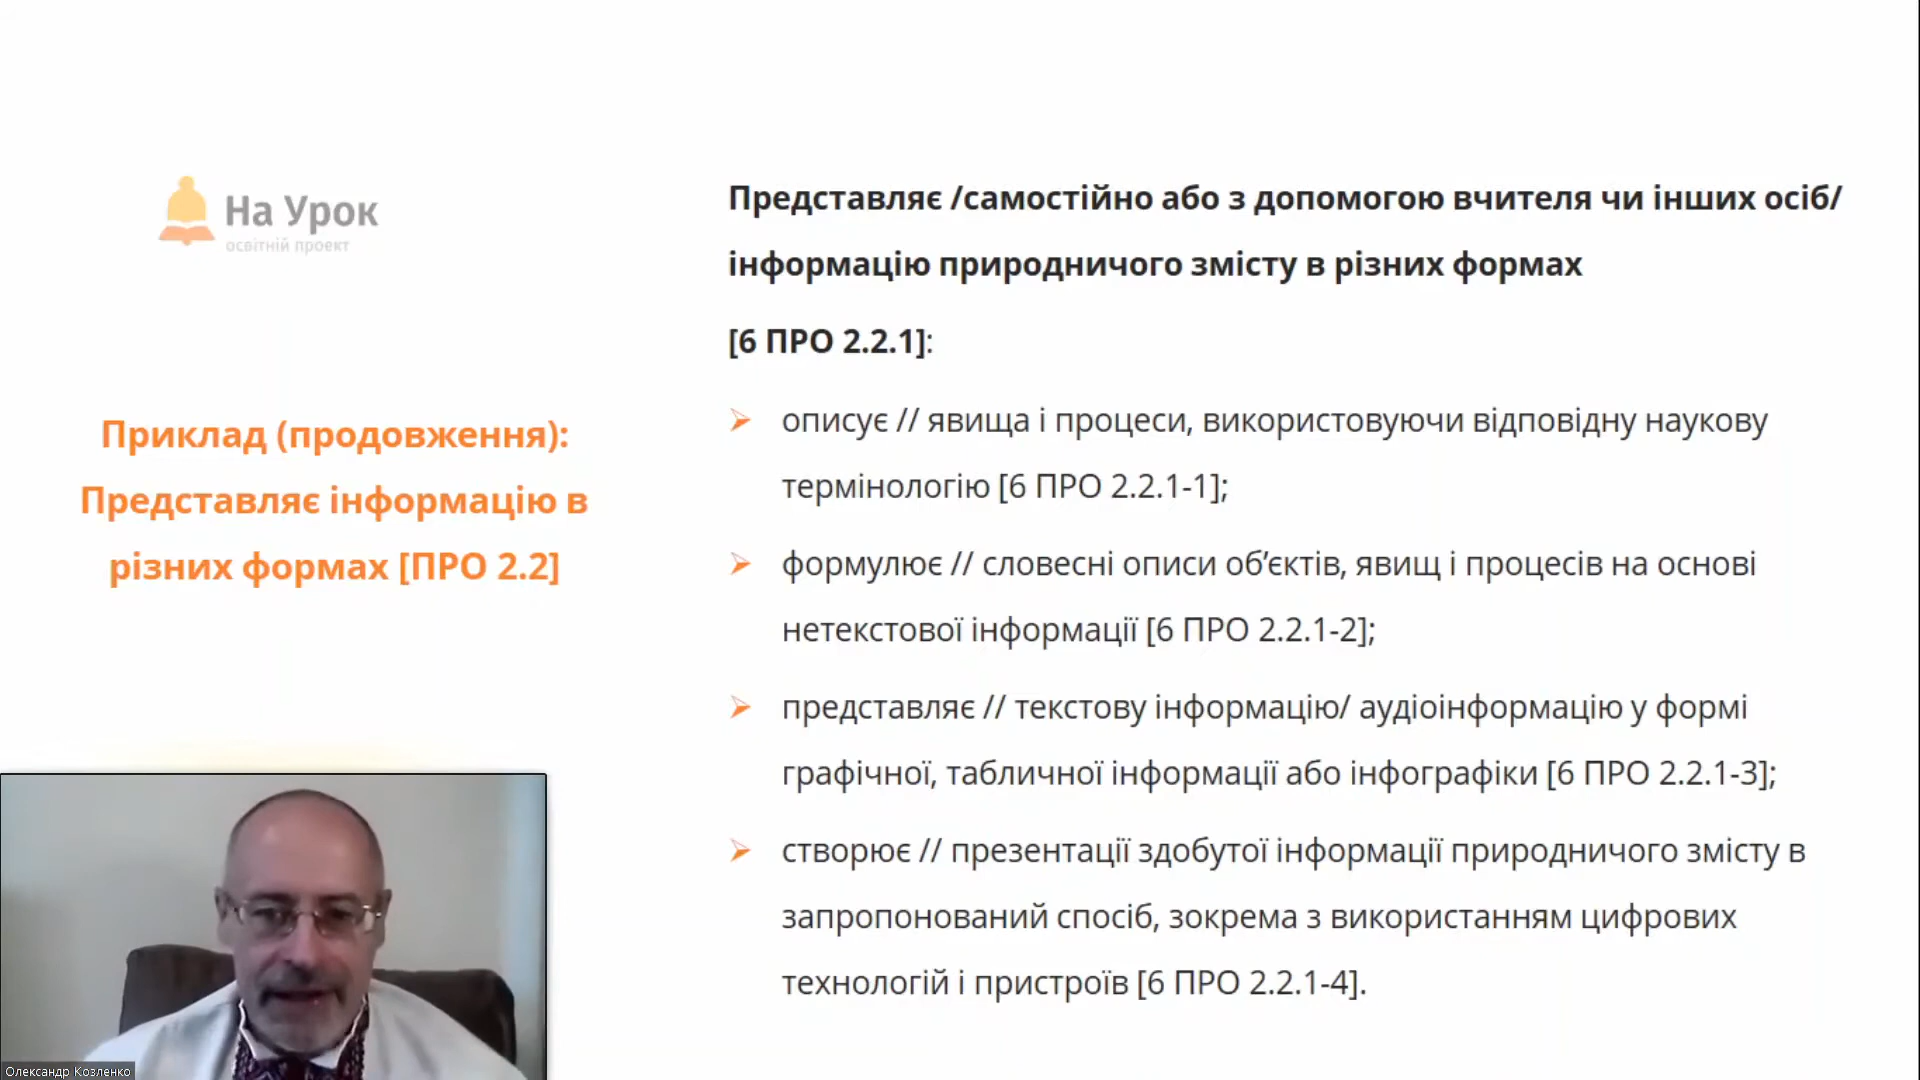 На Урок
освітній проект
Приклад (продовження):
Представляє інформацію в
різних формах [ПРО 2.2]
Представляє /самостійно або з допомогою вчителя чи інших осіб/
інформацію природничого змісту в різних формах
[6 ПРО 2.2.1]:
описує // явища і процеси, використовуючи відповідну наукову
термінологію [6 ПРО 2.2.1-1];
формулює // словесні описи об’єктів, явищ і процесів на основі
нетекстової інформації [6 ПРО 2.2.1-2];
представляє // текстову інформацію/ аудіоінформацію у формі
графічної, табличної інформації або інфографіки [6 ПРО 2.2.1-3];
створює // презентації здобутої інформації природничого змісту в
запропонований спосіб, зокрема з використанням цифрових
технологій і пристроїв [6 ПРО 2.2.1-4].
Олександр Козленко